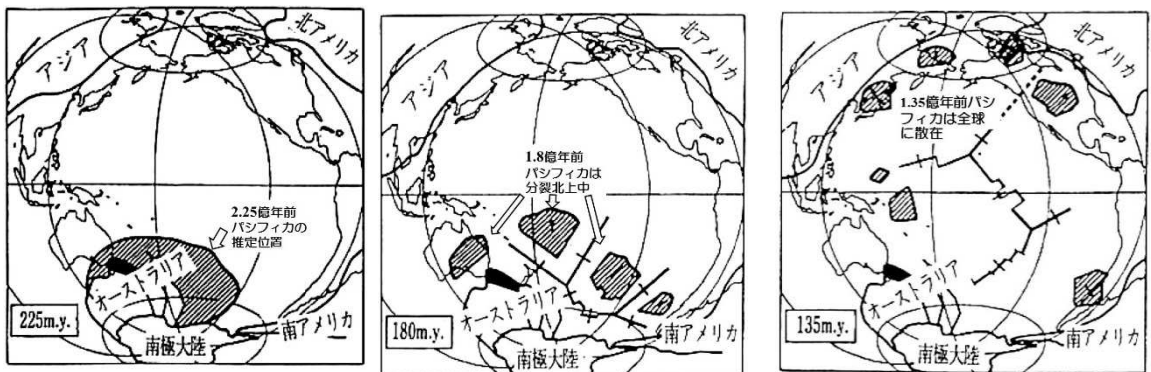 アジア
北アメリカ
2.25億年前
パシフィカの
推定位置
オーストラリア
225m.y.
南極大陸
南アメリカ
アジア
北アメリカ
1.8億年前
パシフィカは
分裂北上中
オーストラリア
180m.y.
南極大陸
南アメリカ
アジア
北アメリカ
1.35億年前パシ
フィカは全球
に散在
オーストラリア
135m.y.
南極大陸
南アメリカ